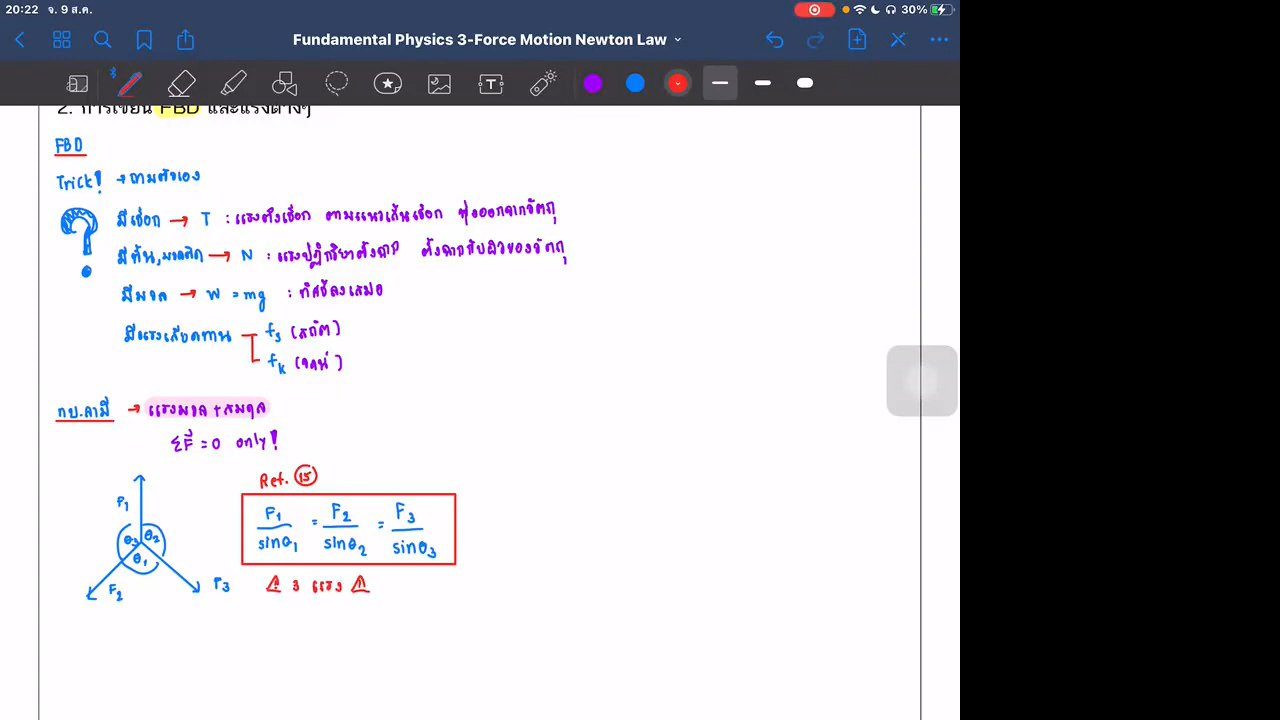 20:22 จ. 9 ส.ค. 30%
Fundamental Physics 3-Force Motion Newton Law
2. การเขียน FBD และแรงต่างๆ
FBD
Trick! → ถามตัวเอง
? มีเชือก → T : แรงตึงเชือก ตามแนวเส้นเชือก พุ่งออกจากวัตถุ
มีพื้น,มวลติด → N : แรงปฏิกิริยาตั้งฉาก ตั้งฉากกับผิวของวัตถุ
มีมวล → W = mg : ทิศชี้ลงเสมอ
มีแรงเสียดทาน fs (สถิต)
fk (จลน์)
ทบ.ลามี → แรงมวล + สมดุล
ΣF⃗ = 0 only!
Ref. 15
F1/sinθ1 = F2/sinθ2 = F3/sinθ3
F1
θ3 θ2
θ1
F2 F3
⚠ 3 แรง ⚠